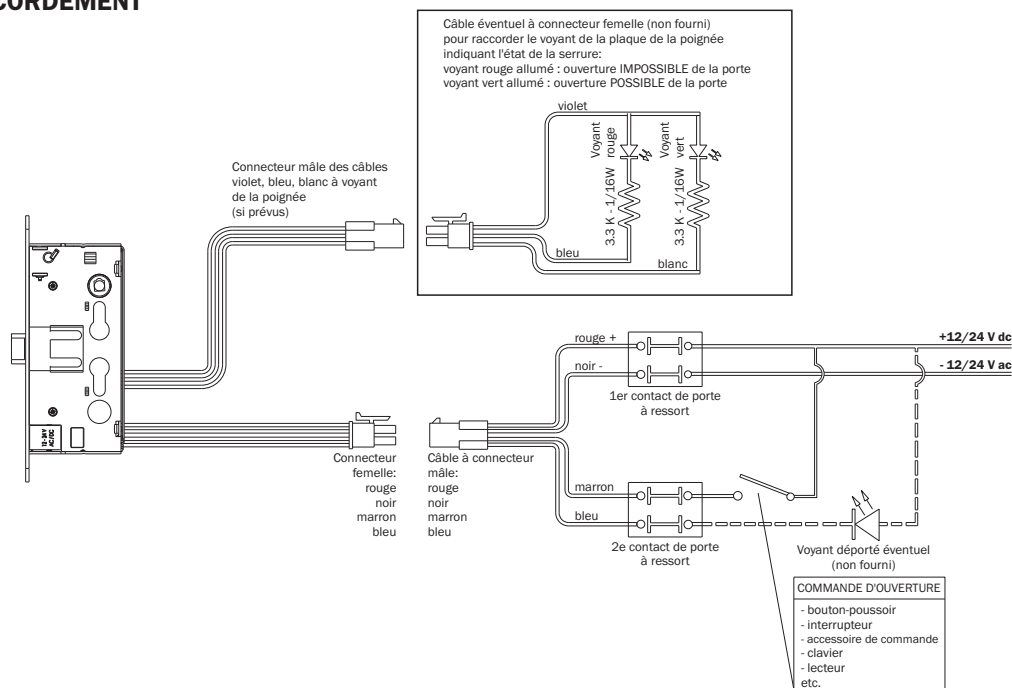 CORDEMENT
Câble éventuel à connecteur femelle (non fourni)
pour raccorder le voyant de la plaque de la poignée
indiquant l'état de la serrure:
voyant rouge allumé : ouverture IMPOSSIBLE de la porte
voyant vert allumé : ouverture POSSIBLE de la porte
violet
Voyant
rouge
Voyant
vert
3.3 K - 1/16W
3.3 K - 1/16W
bleu
blanc
Connecteur mâle des câbles
violet, bleu, blanc à voyant
de la poignée
(si prévus)
12-24V
AC/DC
rouge +
noir -
+12/24 V dc
- 12/24 V ac
1er contact de porte
à ressort
Connecteur
femelle:
rouge
noir
marron
bleu
Câble à connecteur
mâle:
rouge
noir
marron
bleu
marron
bleu
2e contact de porte
à ressort
Voyant déporté éventuel
(non fourni)
COMMANDE D'OUVERTURE
- bouton-poussoir
- interrupteur
- accessoire de commande
- clavier
- lecteur
etc.